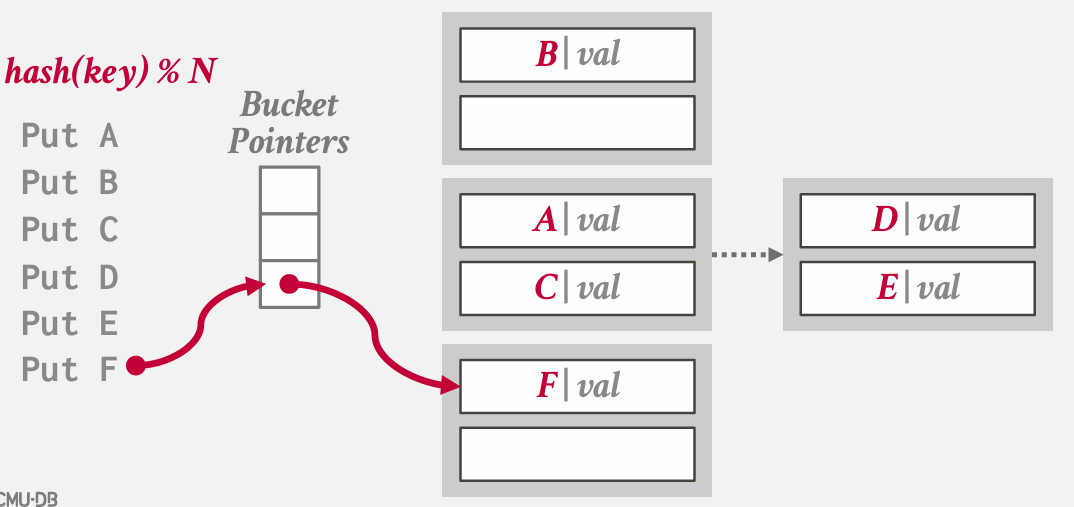 hash(key) % N
Put A
Put B
Put C
Put D
Put E
Put F
Bucket
Pointers
B|val
A|val
C|val
D|val
E|val
F|val
CMU-DB